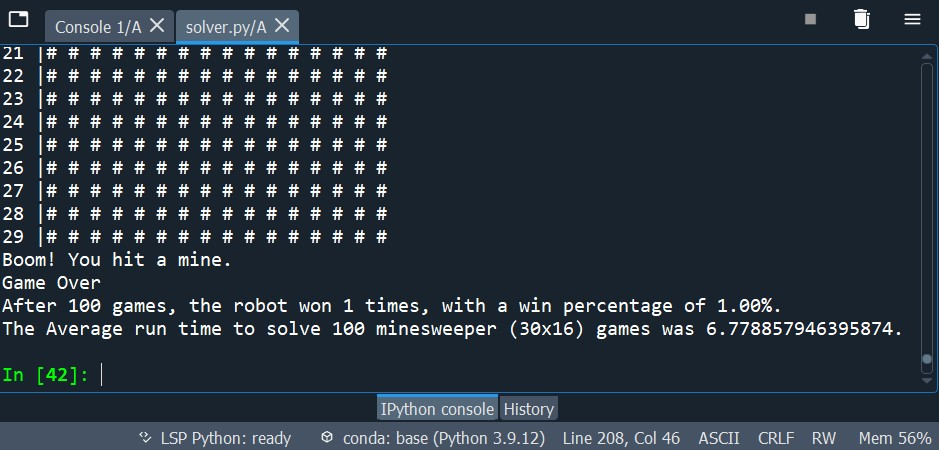 Console 1/A solver.py/A
21 |# # # # # # # # # # # # # # # #
22 |# # # # # # # # # # # # # # # #
23 |# # # # # # # # # # # # # # # #
24 |# # # # # # # # # # # # # # # #
25 |# # # # # # # # # # # # # # # #
26 |# # # # # # # # # # # # # # # #
27 |# # # # # # # # # # # # # # # #
28 |# # # # # # # # # # # # # # # #
29 |# # # # # # # # # # # # # # # #
Boom! You hit a mine.
Game Over
After 100 games, the robot won 1 times, with a win percentage of 1.00%.
The Average run time to solve 100 minesweeper (30x16) games was 6.778857946395874.
In [42]:
IPython console History
LSP Python: ready conda: base (Python 3.9.12) Line 208, Col 46 ASCII CRLF RW Mem 56%